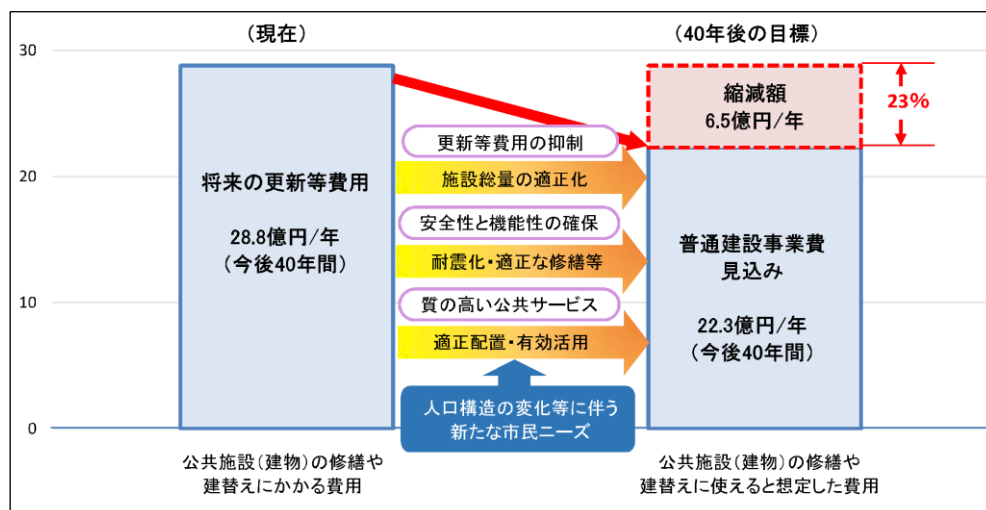 (現在)
(40年後の目標)
30
20
10
0
将来の更新等費用
28.8億円/年
(今後40年間)
更新等費用の抑制
施設総量の適正化
安全性と機能性の確保
耐震化・適正な修繕等
質の高い公共サービス
適正配置・有効活用
人口構造の変化等に伴う
新たな市民ニーズ
縮減額
6.5億円/年
23%
普通建設事業費
見込み
22.3億円/年
(今後40年間)
公共施設(建物)の修繕や
建替えにかかる費用
公共施設(建物)の修繕や
建替えに使えると想定した費用